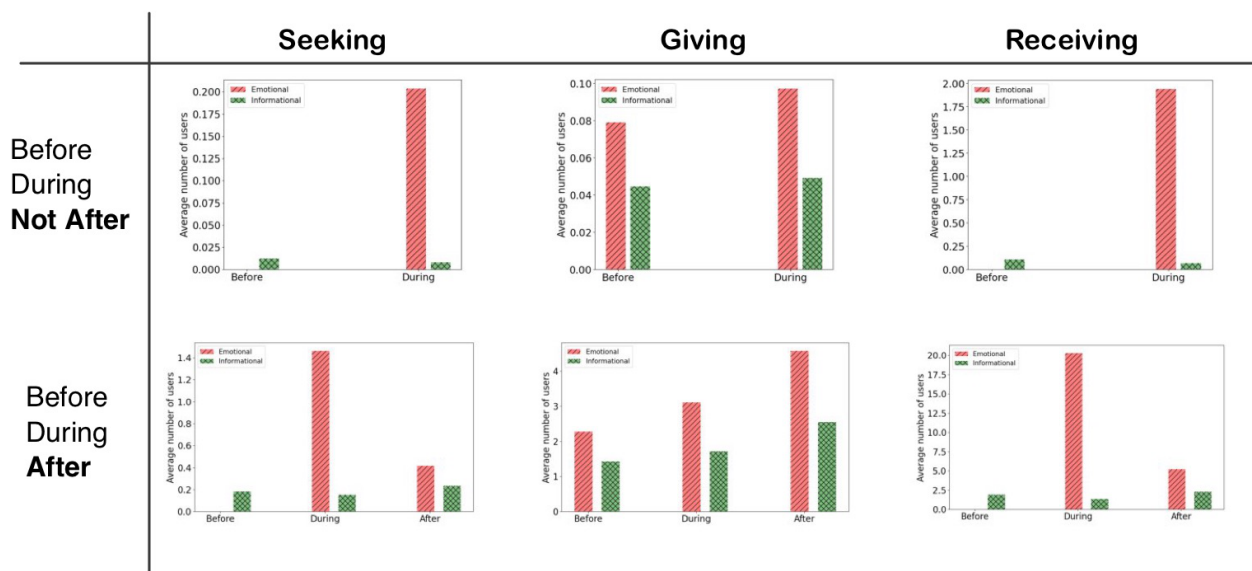 Seeking
Giving
Receiving
Before
During
Not After
Average number of users
0.200
0.175
0.150
0.125
0.100
0.075
0.050
0.025
0.000
Emotional
Informational
Before
During
Average number of users
0.10
0.08
0.06
0.04
0.02
0.00
Emotional
Informational
Before
During
Average number of users
2.00
1.75
1.50
1.25
1.00
0.75
0.50
0.25
0.00
Emotional
Informational
Before
During
Before
During
After
Average number of users
1.4
1.2
1.0
0.8
0.6
0.4
0.2
0.0
Emotional
Informational
Before
During
After
Average number of users
4
3
2
1
0
Emotional
Informational
Before
During
After
Average number of users
20.0
17.5
15.0
12.5
10.0
7.5
5.0
2.5
0.0
Emotional
Informational
Before
During
After